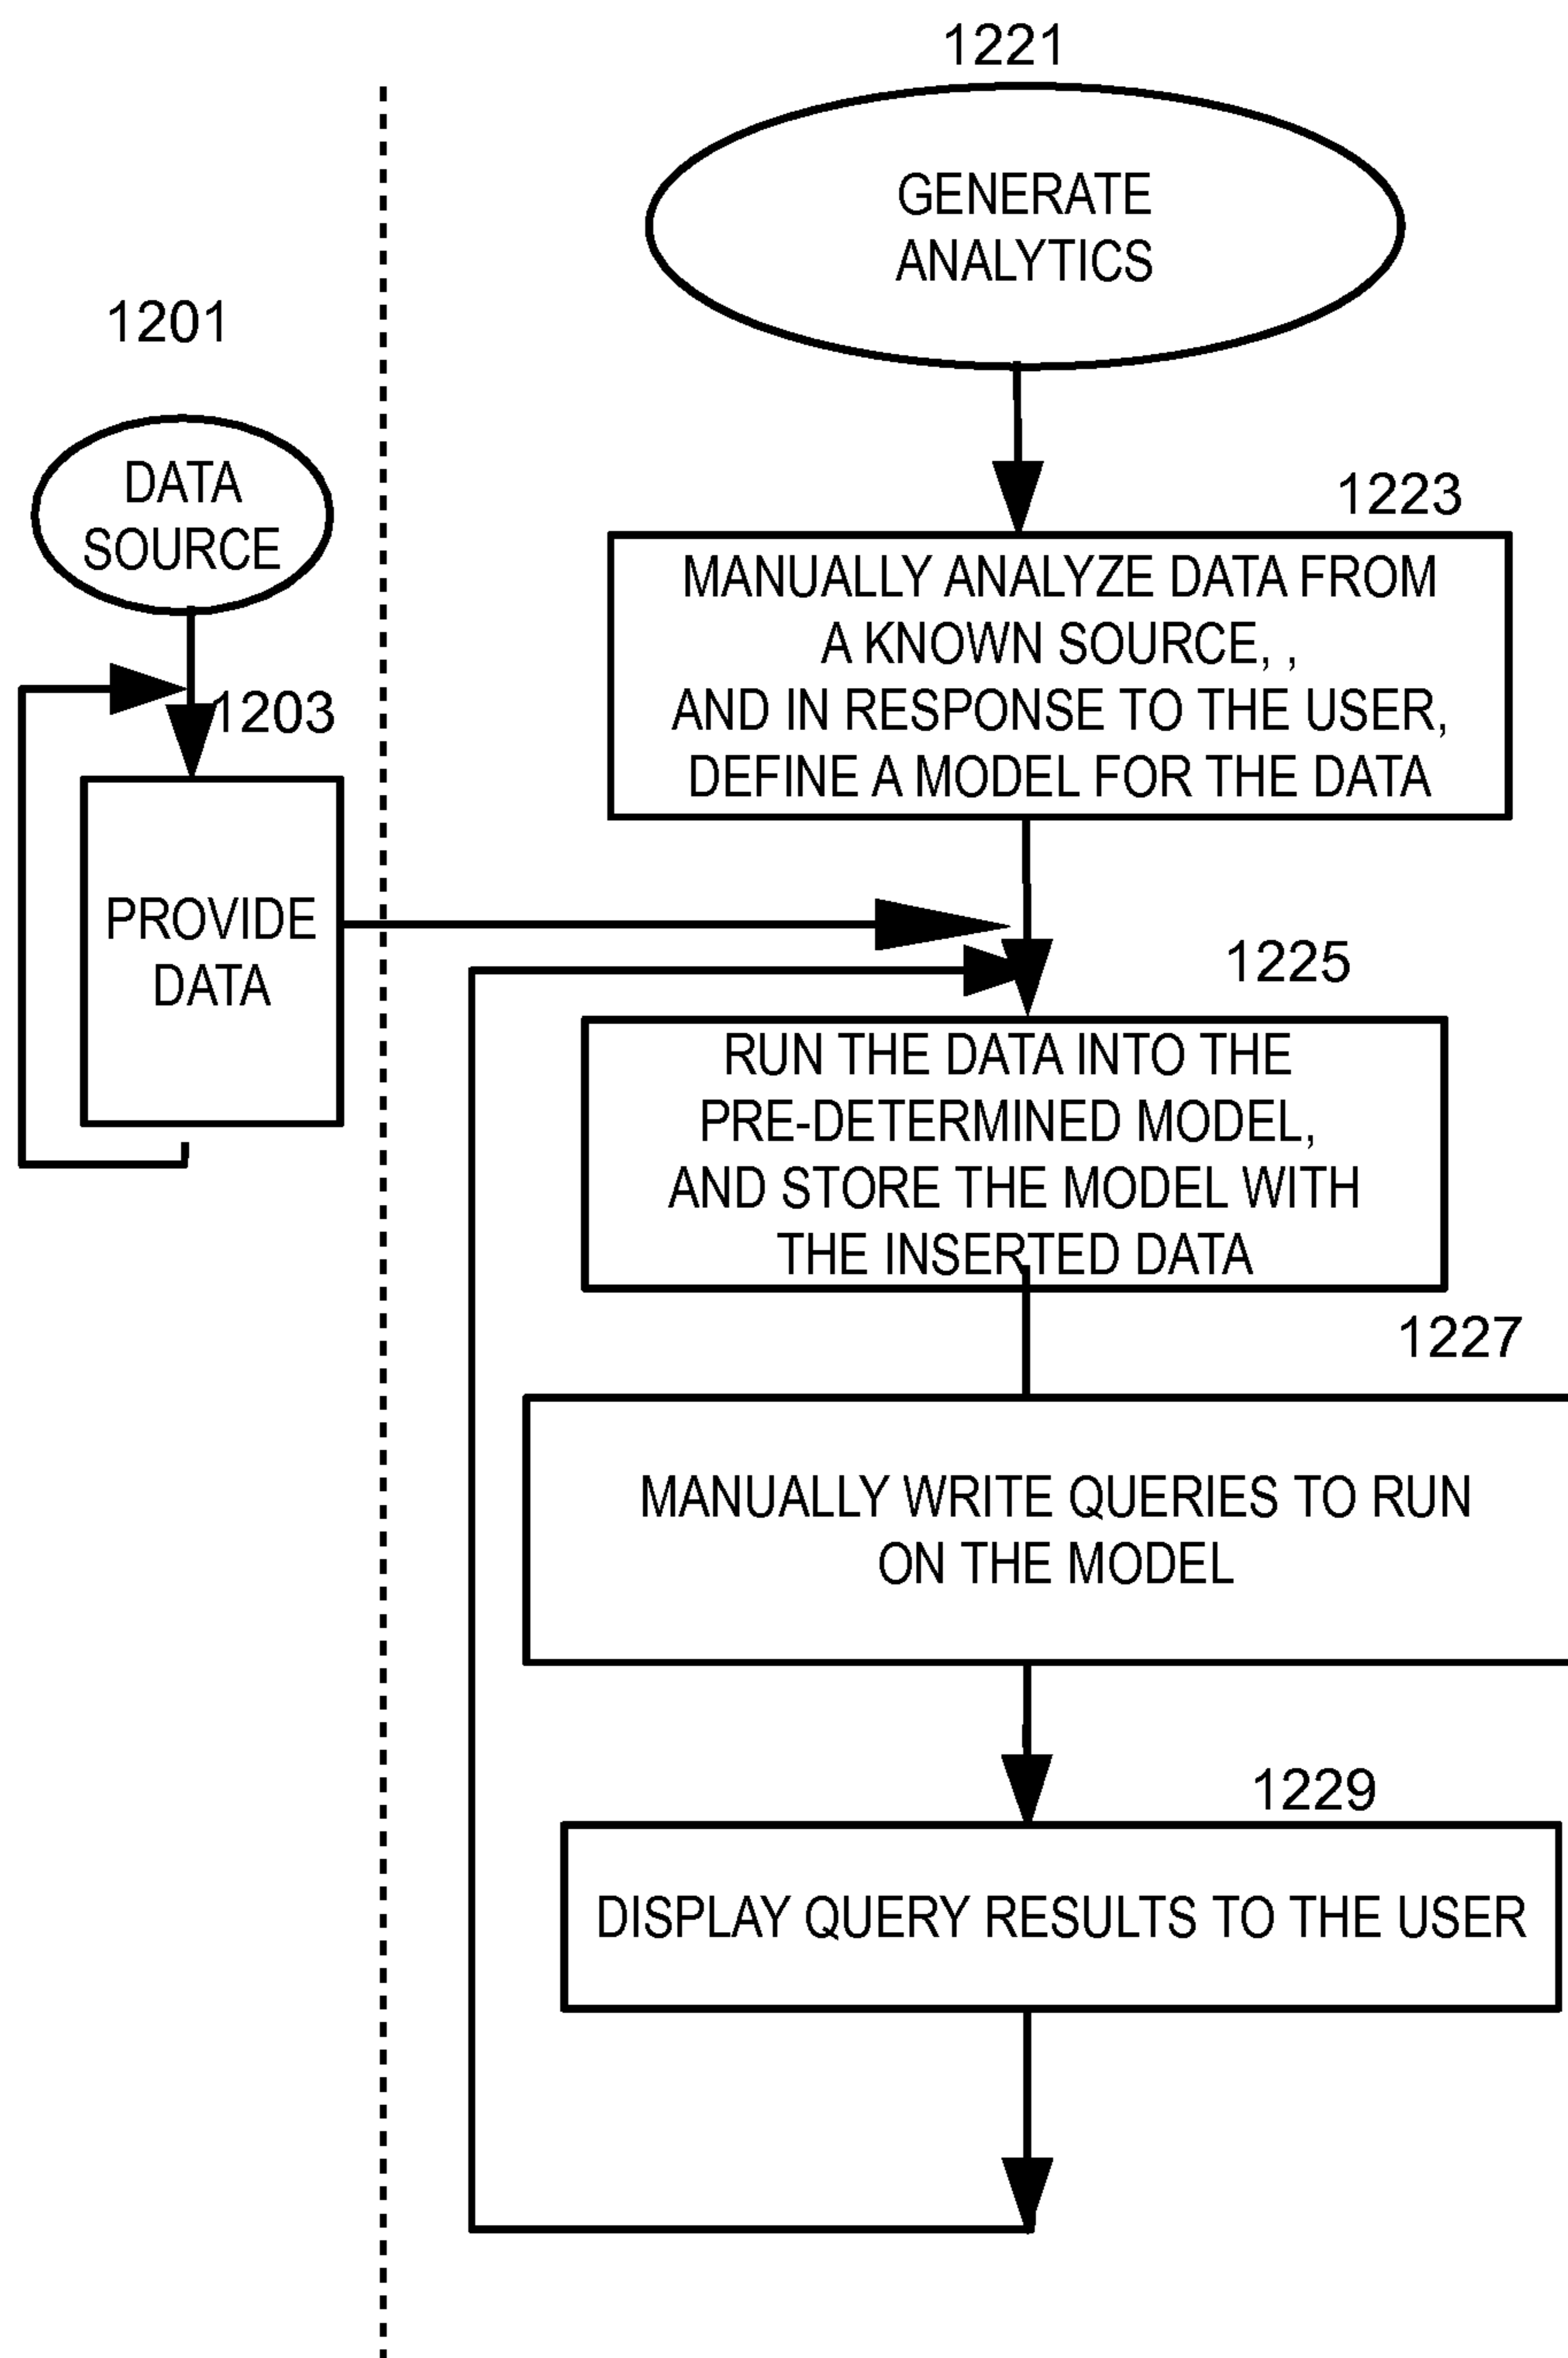 1221
GENERATE
ANALYTICS
1201
DATA
SOURCE
1223
MANUALLY ANALYZE DATA FROM
A KNOWN SOURCE, ,
AND IN RESPONSE TO THE USER,
DEFINE A MODEL FOR THE DATA
1203
PROVIDE
DATA
1225
RUN THE DATA INTO THE
PRE-DETERMINED MODEL,
AND STORE THE MODEL WITH
THE INSERTED DATA
1227
MANUALLY WRITE QUERIES TO RUN
ON THE MODEL
1229
DISPLAY QUERY RESULTS TO THE USER